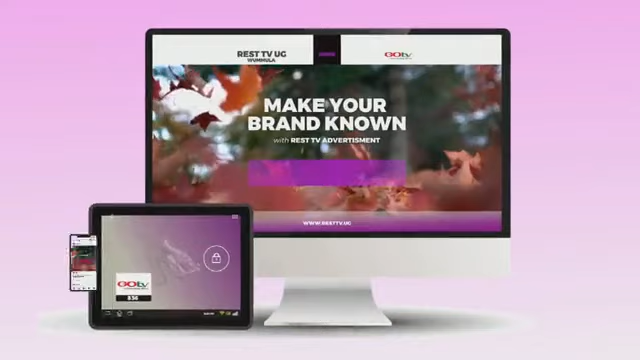 REST TV UG
WUMMULA
GOtv
MAKE YOUR
BRAND KNOWN
with REST TV ADVERTISMENT
WWW.RESTTV.UG
GOtv
836